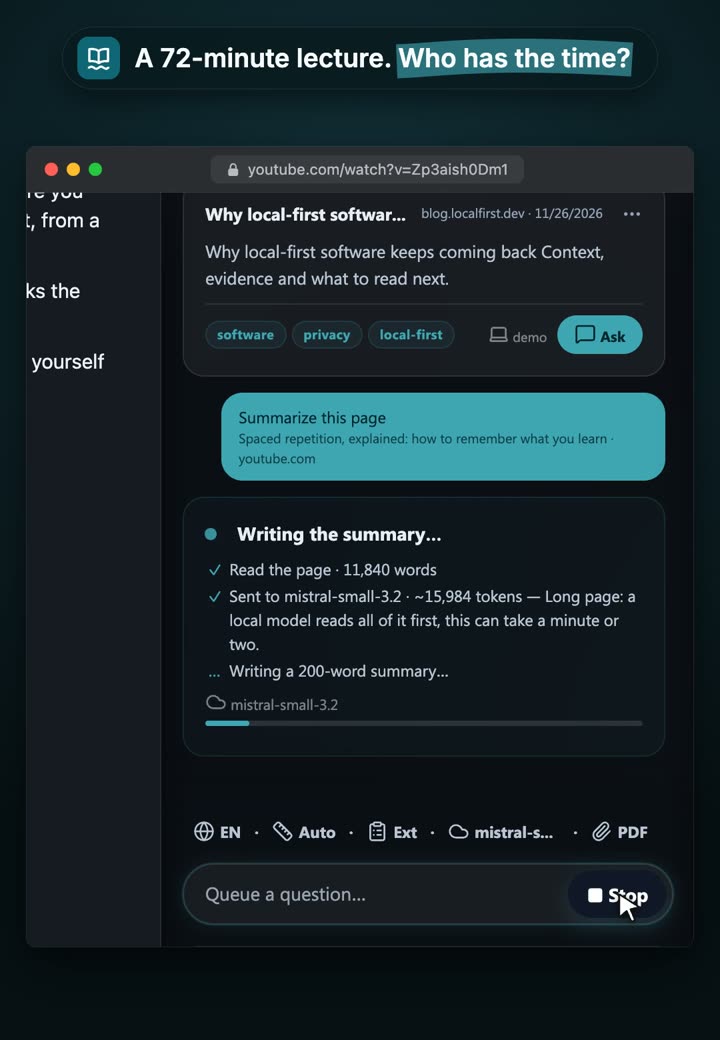 A 72-minute lecture. Who has the time?
youtube.com/watch?v=Zp3aish0Dm1
re you
t, from a
ks the
yourself
Why local-first softwar... blog.localfirst.dev · 11/26/2026
Why local-first software keeps coming back Context,
evidence and what to read next.
software privacy local-first demo Ask
Summarize this page
Spaced repetition, explained: how to remember what you learn ·
youtube.com
Writing the summary...
Read the page · 11,840 words
Sent to mistral-small-3.2 · ~15,984 tokens — Long page: a
local model reads all of it first, this can take a minute or
two.
... Writing a 200-word summary...
mistral-small-3.2
EN · Auto · Ext · mistral-s... · PDF
Queue a question... Stop